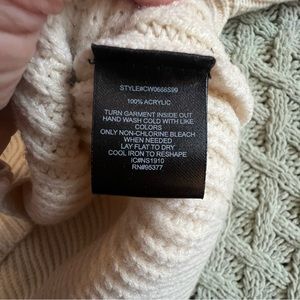 STYLE#CW0666S99
100% ACRYLIC
TURN GARMENT INSIDE OUT
HAND WASH COLD WITH LIKE
COLORS
ONLY NON-CHLORINE BLEACH
WHEN NEEDED
LAY FLAT TO DRY
COOL IRON TO RESHAPE
IC#NS1910
RN#95377